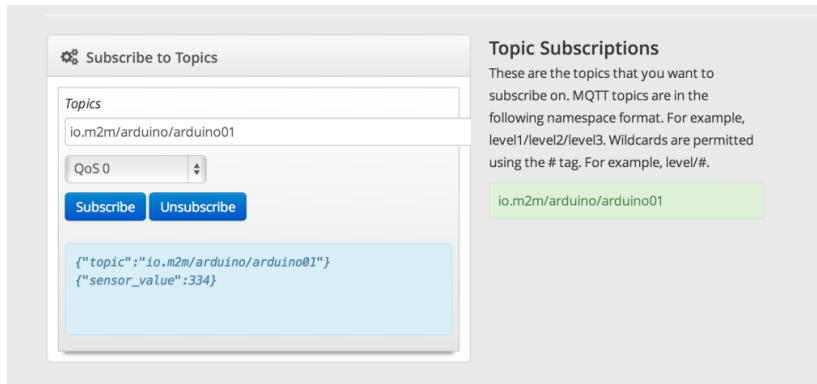 Subscribe to Topics
Topics
io.m2m/arduino/arduino01
QoS 0
Subscribe
Unsubscribe
{"topic":"io.m2m/arduino/arduino01"}
{"sensor_value":334}
Topic Subscriptions
These are the topics that you want to
subscribe on. MQTT topics are in the
following namespace format. For example,
level1/level2/level3. Wildcards are permitted
using the # tag. For example, level/#.
io.m2m/arduino/arduino01